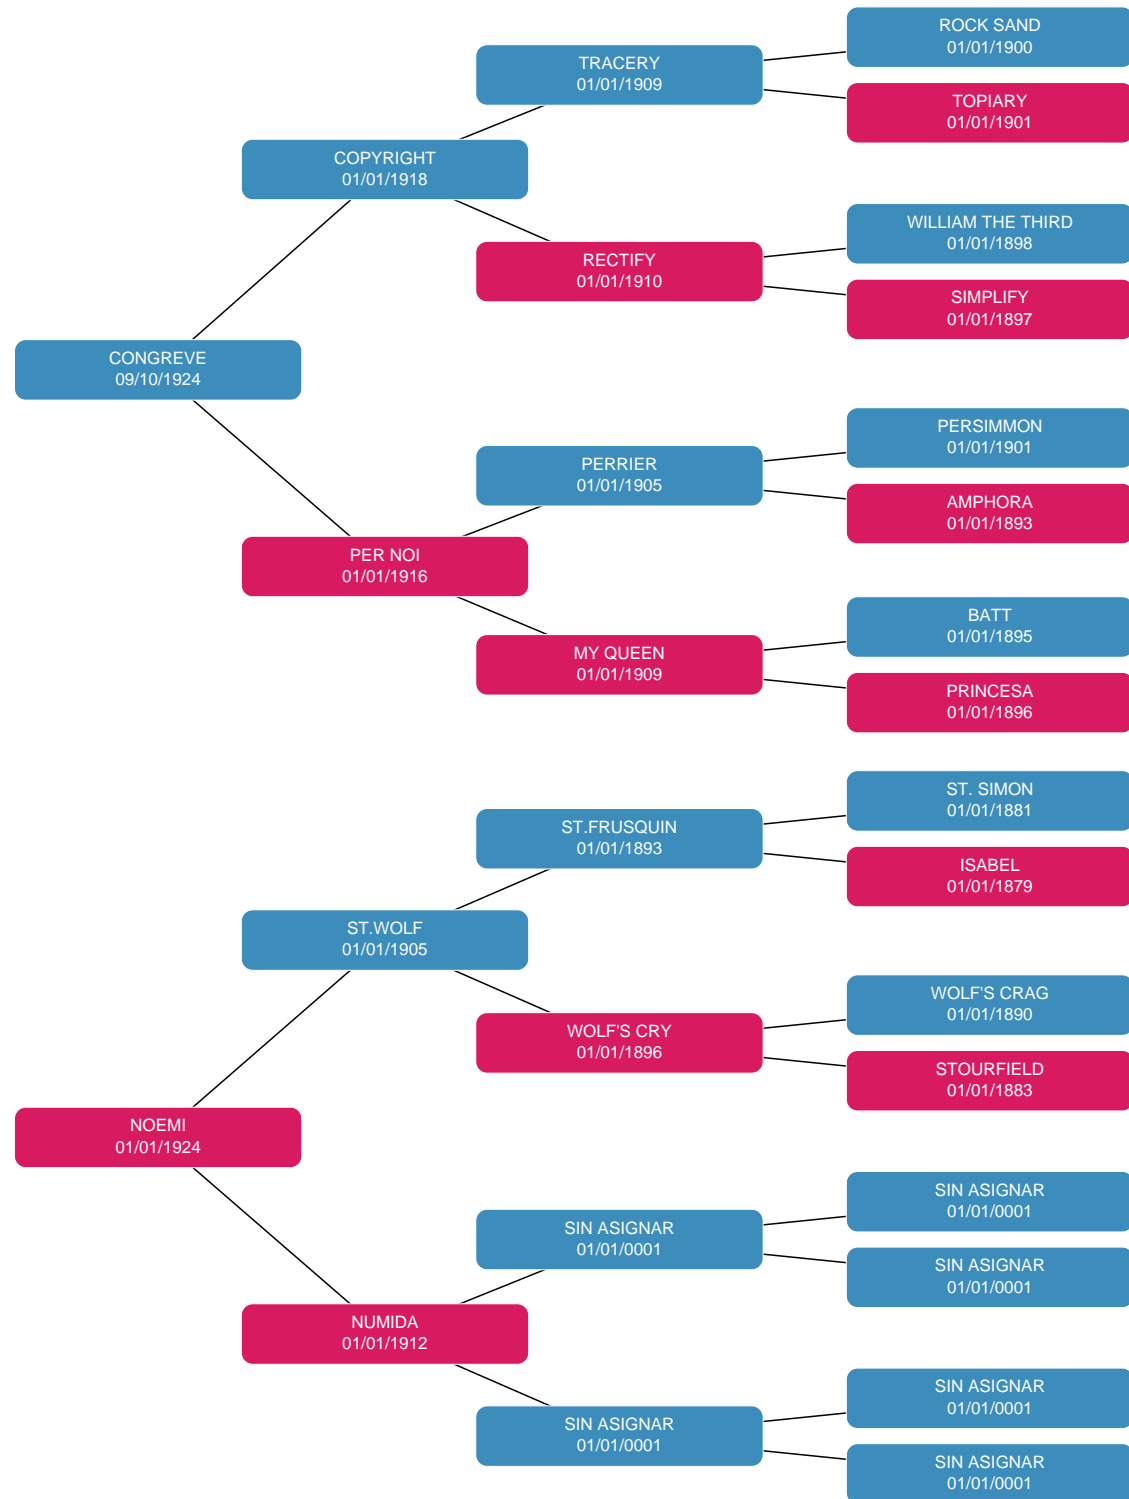 ROCK SAND
01/01/1900
TRACERY
01/01/1909
TOPIARY
01/01/1901
COPYRIGHT
01/01/1918
WILLIAM THE THIRD
01/01/1898
RECTIFY
01/01/1910
SIMPLIFY
01/01/1897
CONGREVE
09/10/1924
PERSIMMON
01/01/1901
PERRIER
01/01/1905
AMPHORA
01/01/1893
PER NOI
01/01/1916
BATT
01/01/1895
MY QUEEN
01/01/1909
PRINCESA
01/01/1896
ST. SIMON
01/01/1881
ST.FRUSQUIN
01/01/1893
ISABEL
01/01/1879
ST.WOLF
01/01/1905
WOLF'S CRAG
01/01/1890
WOLF'S CRY
01/01/1896
STOURFIELD
01/01/1883
NOEMI
01/01/1924
SIN ASIGNAR
01/01/0001
SIN ASIGNAR
01/01/0001
SIN ASIGNAR
01/01/0001
NUMIDA
01/01/1912
SIN ASIGNAR
01/01/0001
SIN ASIGNAR
01/01/0001
SIN ASIGNAR
01/01/0001